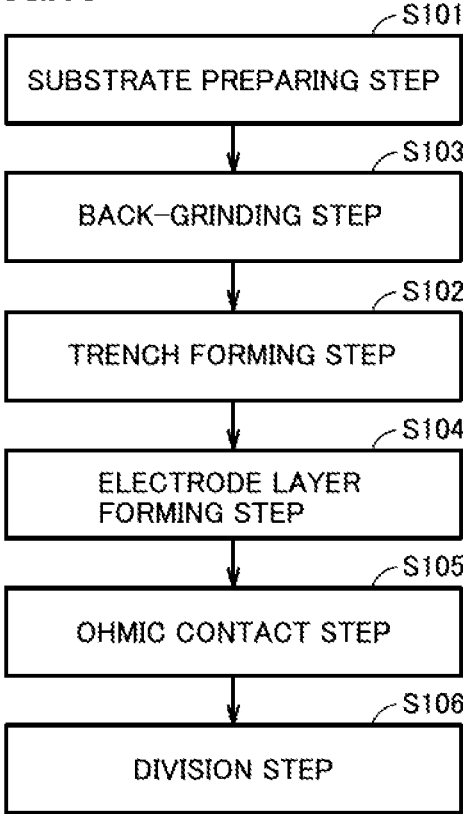 S101
SUBSTRATE PREPARING STEP
S103
BACK-GRINDING STEP
S102
TRENCH FORMING STEP
S104
ELECTRODE LAYER
FORMING STEP
S105
OHMIC CONTACT STEP
S106
DIVISION STEP